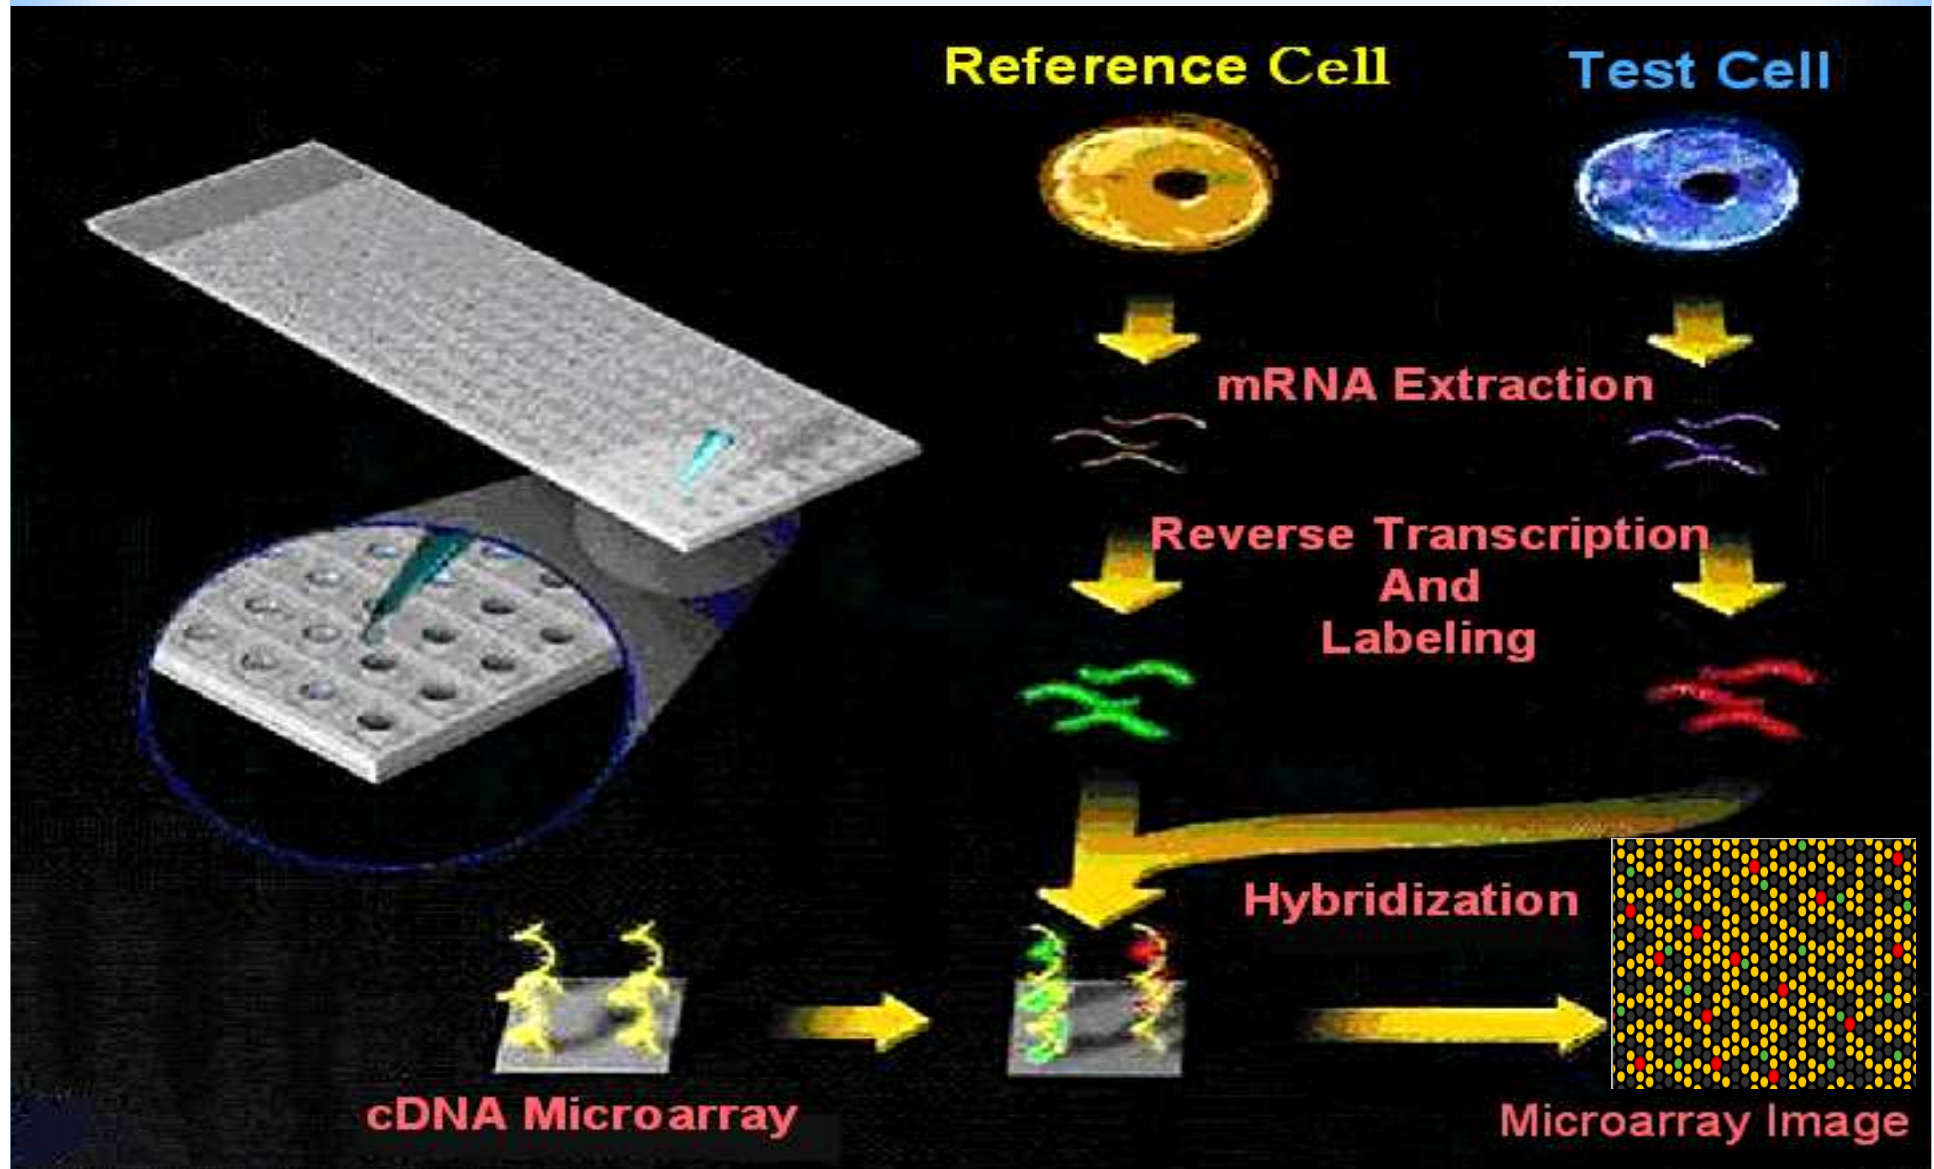 Reference Cell
Test Cell
mRNA Extraction
Reverse Transcription
And
Labeling
Hybridization
cDNA Microarray
Microarray Image